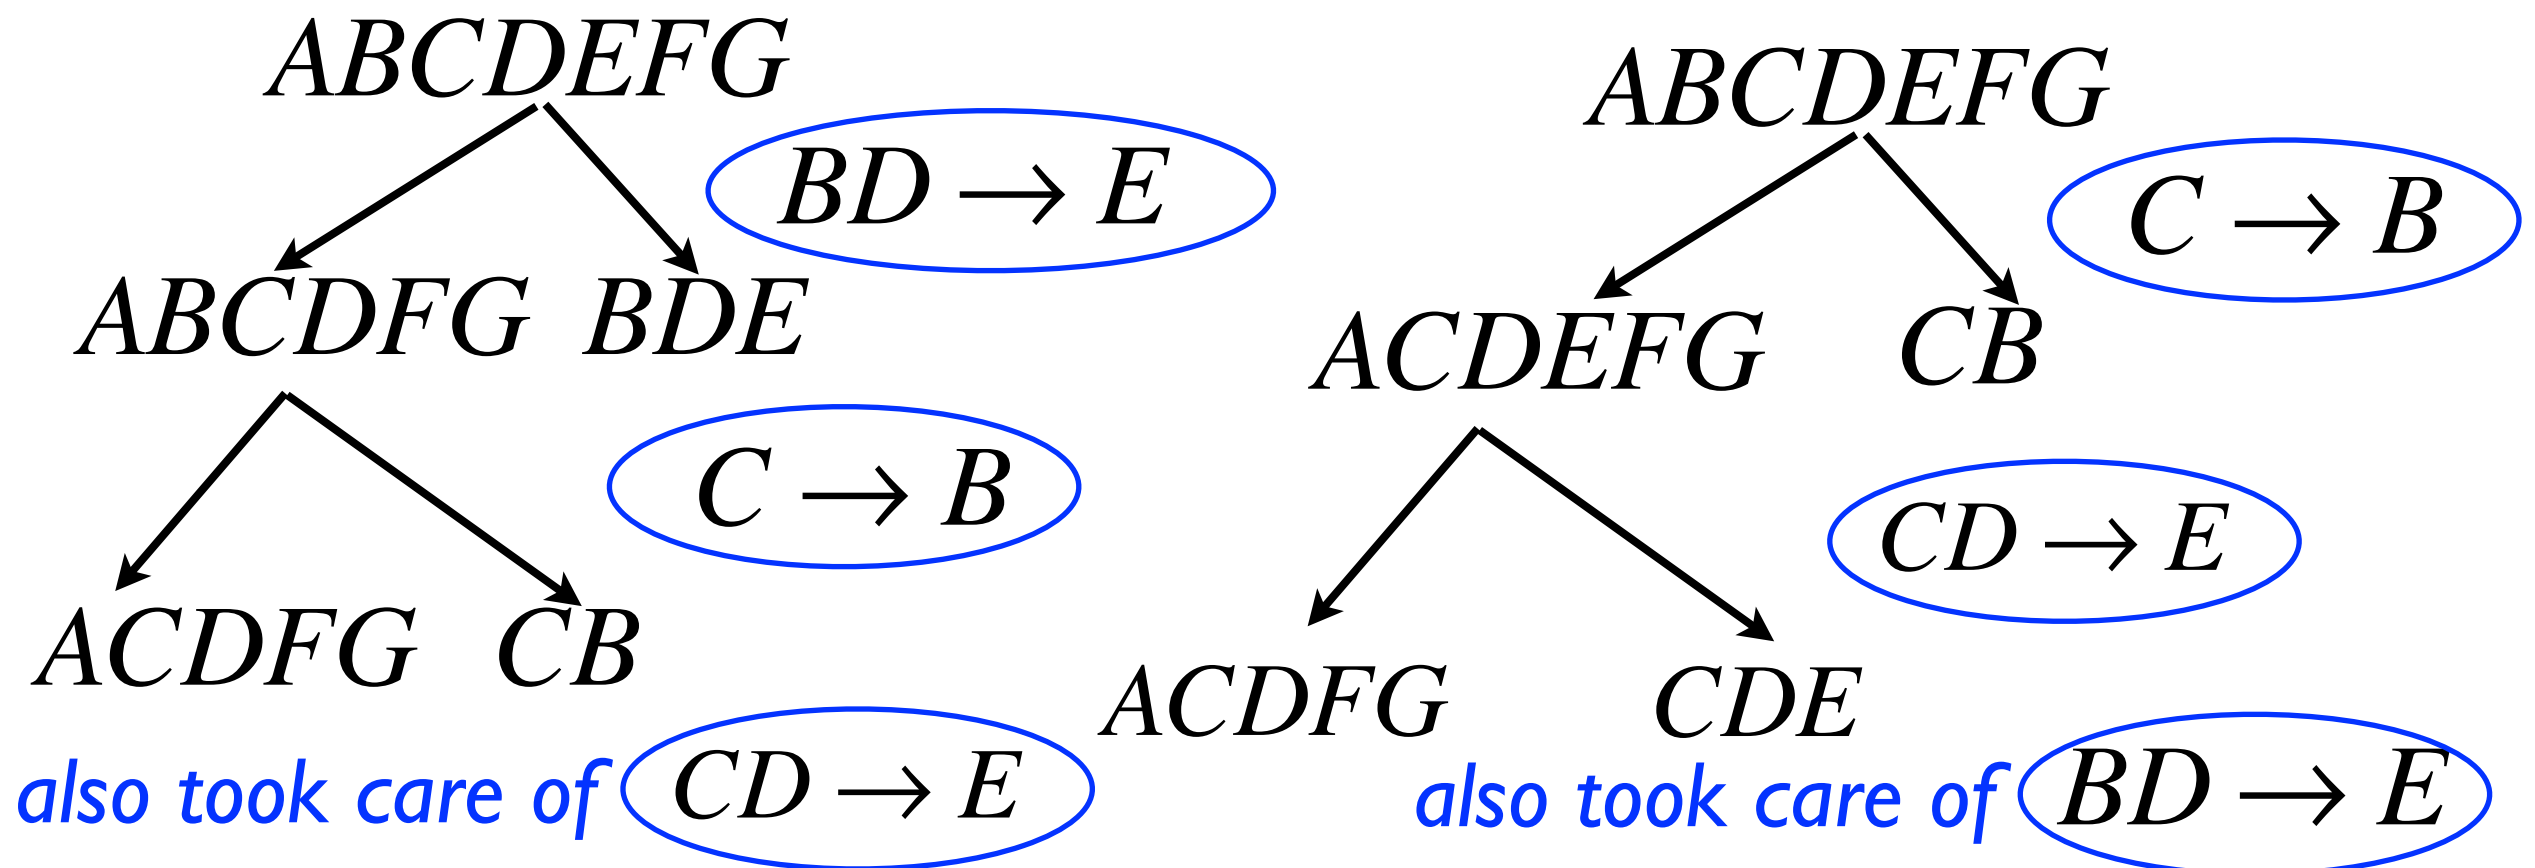 ABCDEFG
BD → E
ABCDFG BDE
C → B
ACDFG CB
also took care of CD → E
ABCDEFG
C → B
ACDEFG CB
CD → E
ACDFG CDE
also took care of BD → E